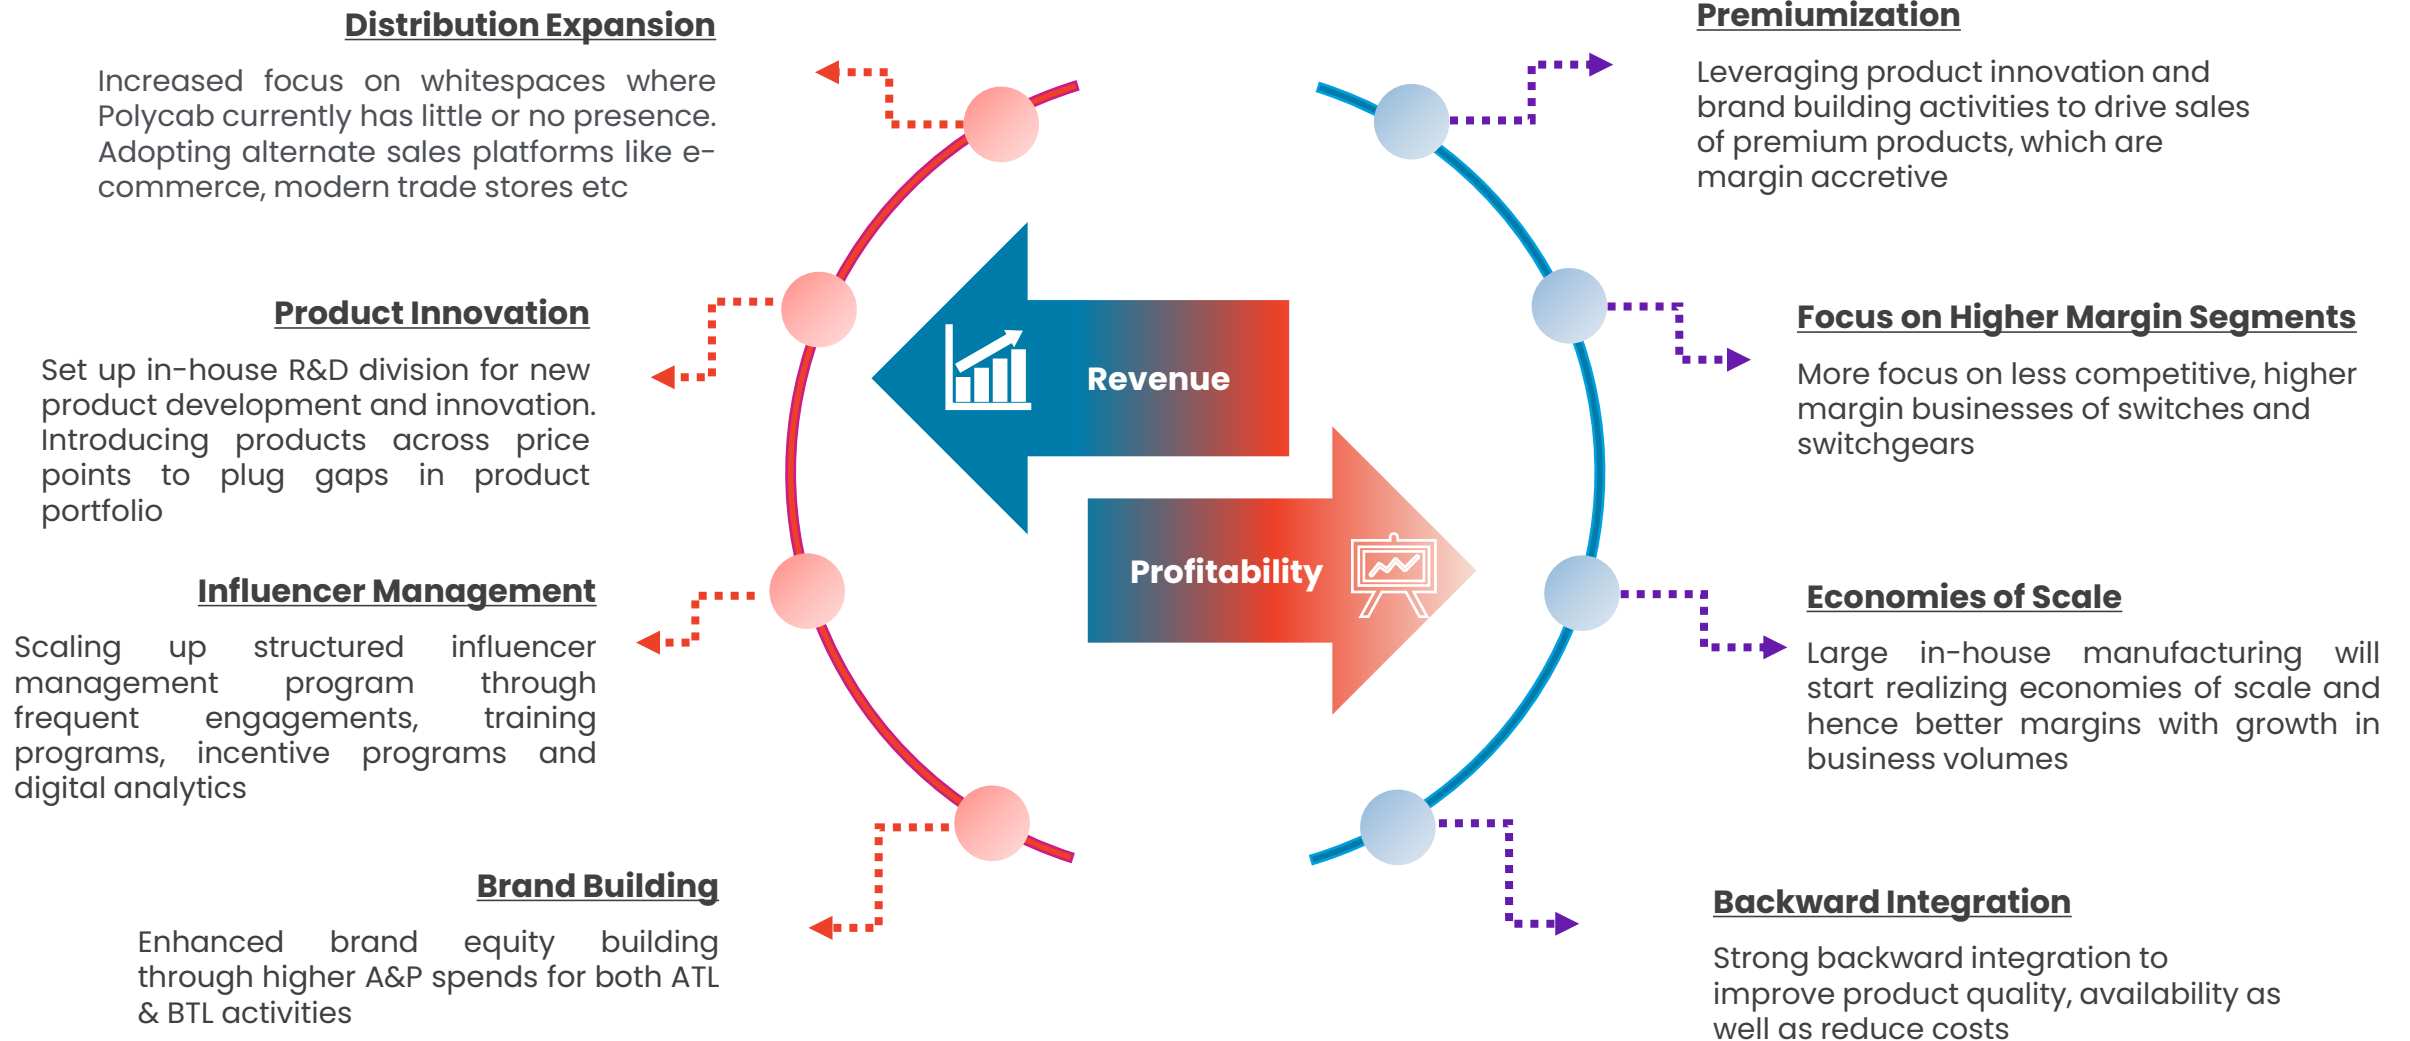 Distribution Expansion
Increased focus on whitespaces where
Polycab currently has little or no presence.
Adopting alternate sales platforms like e-
commerce, modern trade stores etc
Product Innovation
Set up in-house R&D division for new
product development and innovation.
Introducing products across price
points to plug gaps in product
portfolio
Influencer Management
Scaling up structured influencer
management program through
frequent engagements, training
programs, incentive programs and
digital analytics
Brand Building
Enhanced brand equity building
through higher A&P spends for both ATL
& BTL activities
Revenue
Profitability
Premiumization
Leveraging product innovation and
brand building activities to drive sales
of premium products, which are
margin accretive
Focus on Higher Margin Segments
More focus on less competitive, higher
margin businesses of switches and
switchgears
Economies of Scale
Large in-house manufacturing will
start realizing economies of scale and
hence better margins with growth in
business volumes
Backward Integration
Strong backward integration to
improve product quality, availability as
well as reduce costs